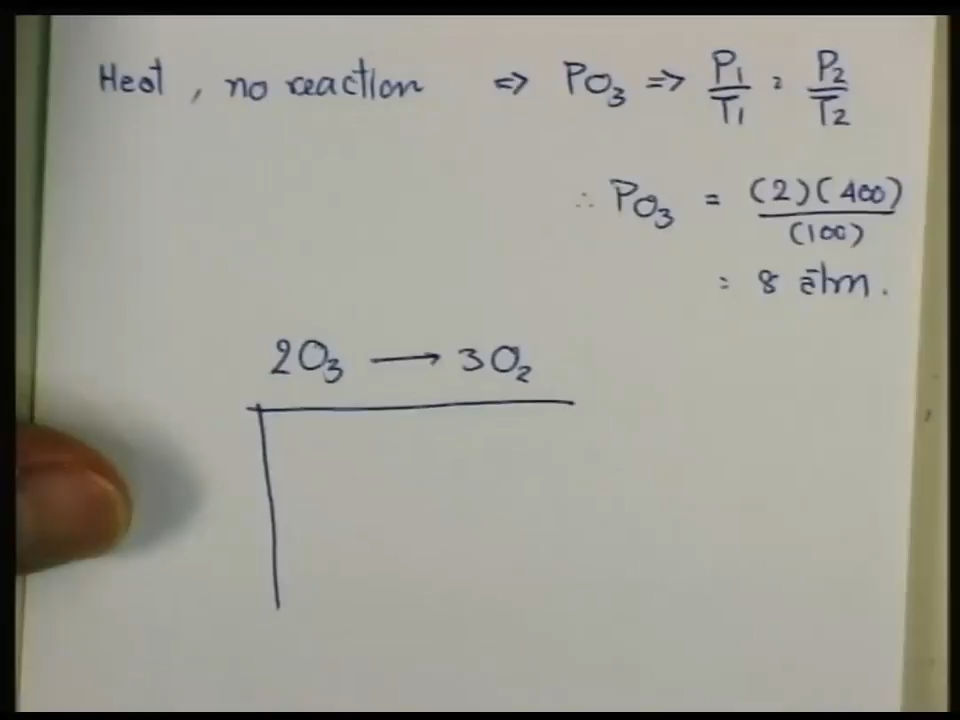 Heat, no reaction ⇒ PO₃ ⇒ P₁/T₁ = P₂/T₂
∴ PO₃ = (2)(400)/(100)
= 8 atm.
2O₃ → 3O₂